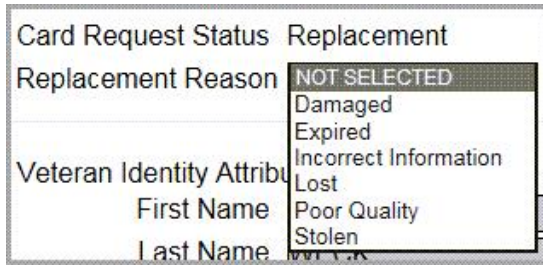 Card Request Status Replacement
Replacement Reason NOT SELECTED
Damaged
Expired
Incorrect Information
Lost
Poor Quality
Stolen
Veteran Identity
First Name
Last Name